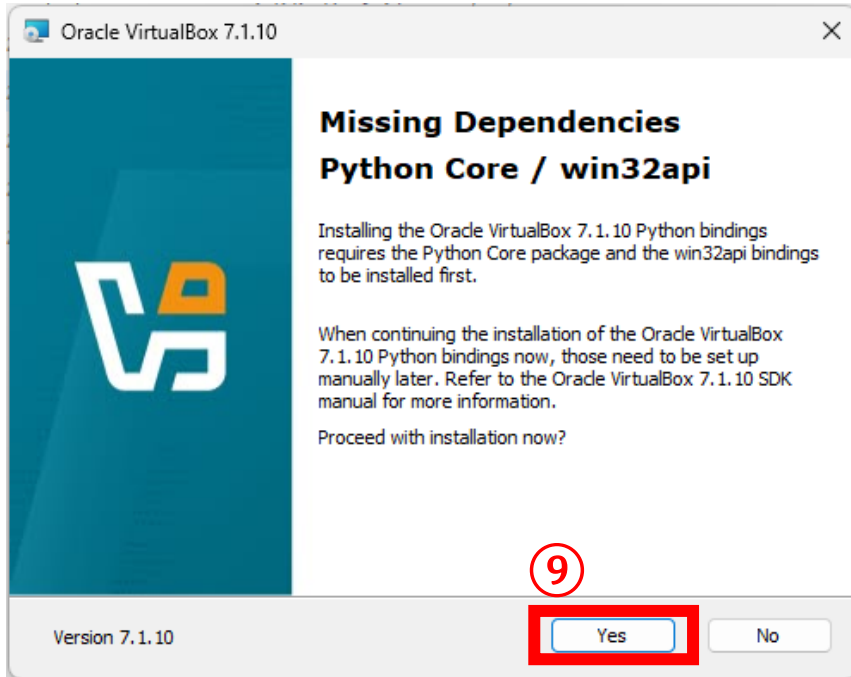 Oracle VirtualBox 7.1.10
Missing Dependencies
Python Core / win32api
Installing the Oracle VirtualBox 7.1.10 Python bindings
requires the Python Core package and the win32api bindings
to be installed first.
When continuing the installation of the Oracle VirtualBox
7.1.10 Python bindings now, those need to be set up
manually later. Refer to the Oracle VirtualBox 7.1.10 SDK
manual for more information.
Proceed with installation now?
⑨
Version 7.1.10
Yes
No